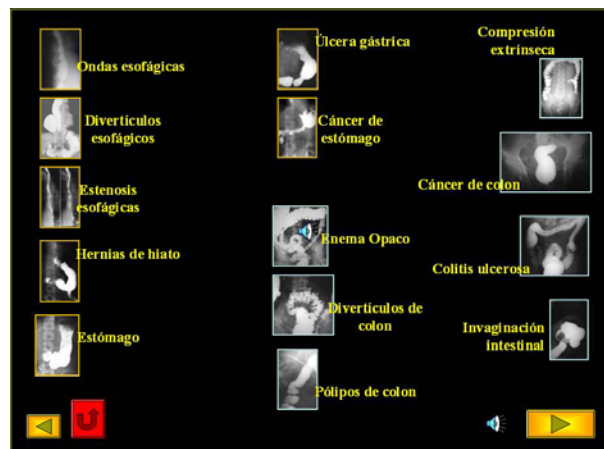 Ondas esofágicas
Divertículos
esofágicos
Estenosis
esofágicas
Hernias de hiato
Estómago
Úlcera gástrica
Cáncer de
estómago
Enema Opaco
Divertículos de
colon
Pólipos de colon
Compresión
extrínseca
Cáncer de colon
Colitis ulcerosa
Invaginación
intestinal